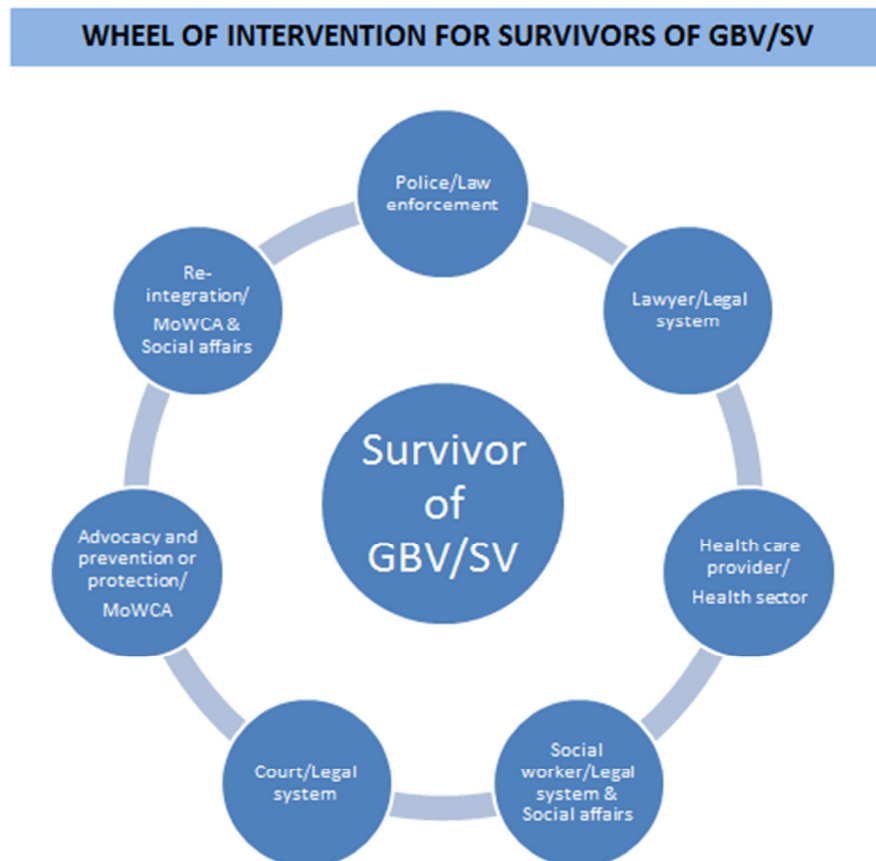 WHEEL OF INTERVENTION FOR SURVIVORS OF GBV/SV
Police/Law
enforcement
Lawyer/Legal
system
Health care
provider/
Health sector
Social
worker/Legal
system &
Social affairs
Court/Legal
system
Advocacy and
prevention or
protection/
MoWCA
Re-
integration/
MoWCA &
Social affairs
Survivor
of
GBV/SV